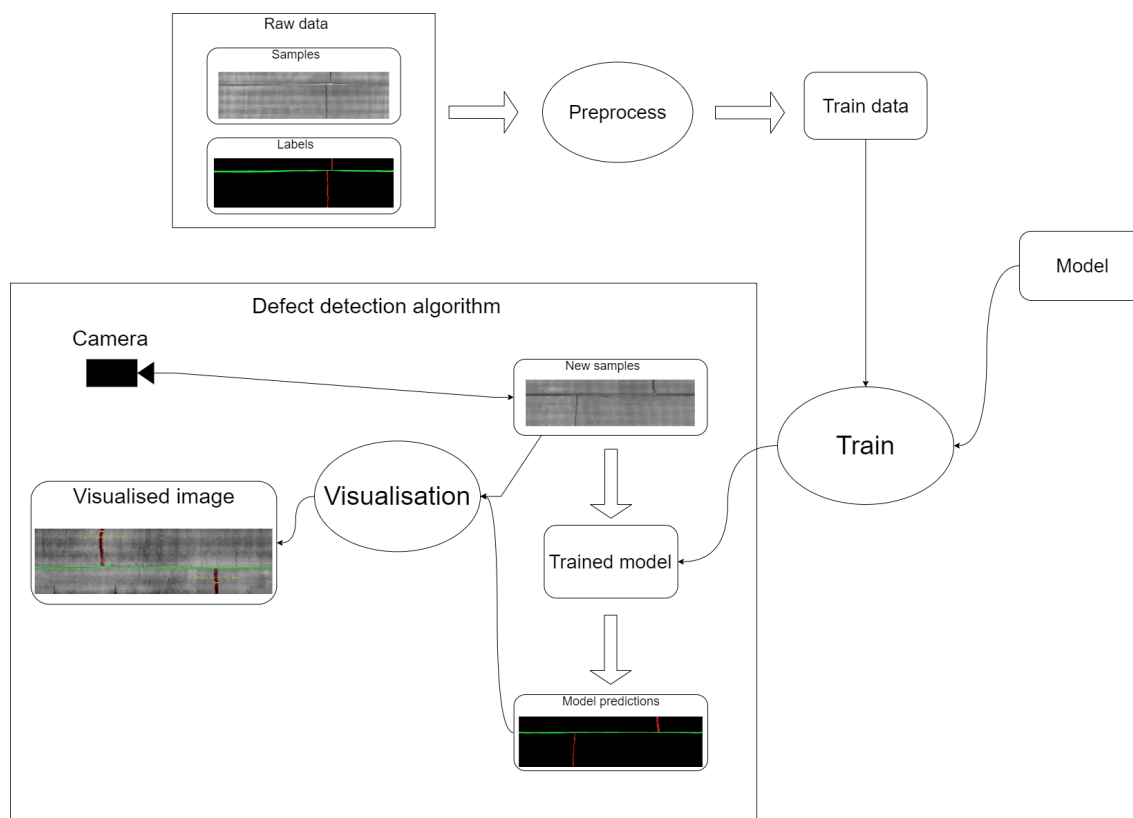 Raw data
Samples
Labels
Preprocess
Train data
Model
Defect detection algorithm
Camera
New samples
Train
Visualisation
Visualised image
Trained model
Model predictions